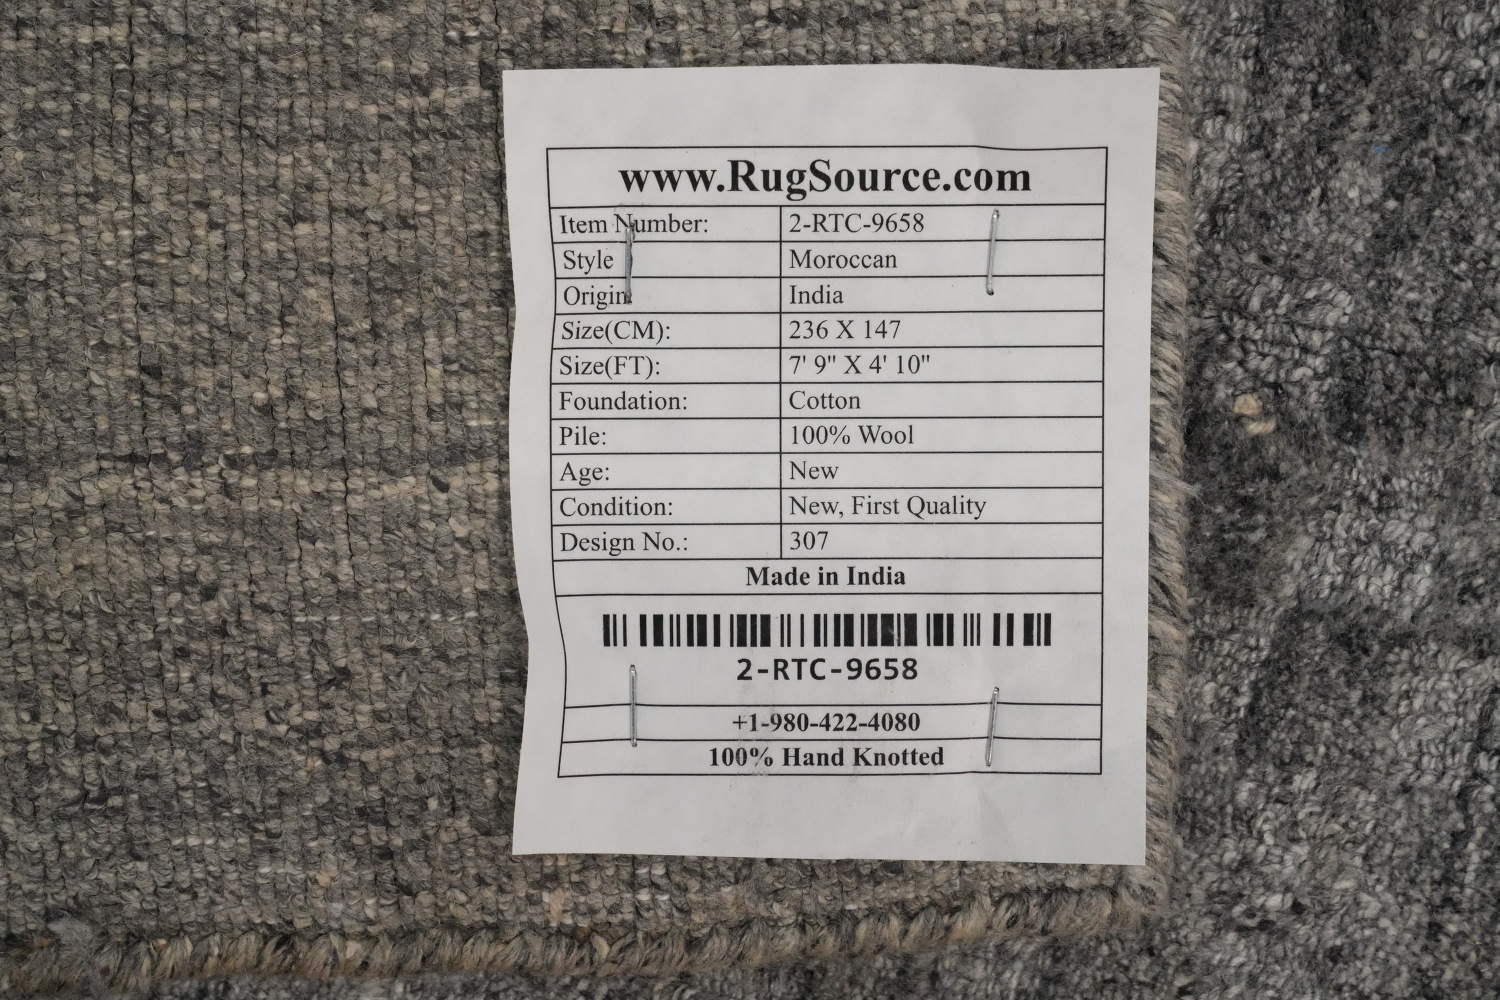 www.RugSource.com
Item Number: 2-RTC-9658
Style Moroccan
Origin: India
Size(CM): 236 X 147
Size(FT): 7' 9" X 4' 10"
Foundation: Cotton
Pile: 100% Wool
Age: New
Condition: New, First Quality
Design No.: 307
Made in India
2-RTC-9658
+1-980-422-4080
100% Hand Knotted